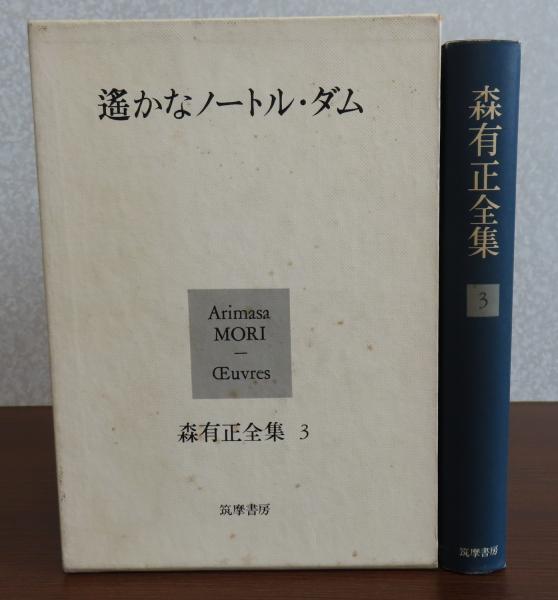 遙かなノートル・ダム
Arimasa
MORI
—
Œuvres
森有正全集 3
筑摩書房
森有正全集
3
筑摩書房